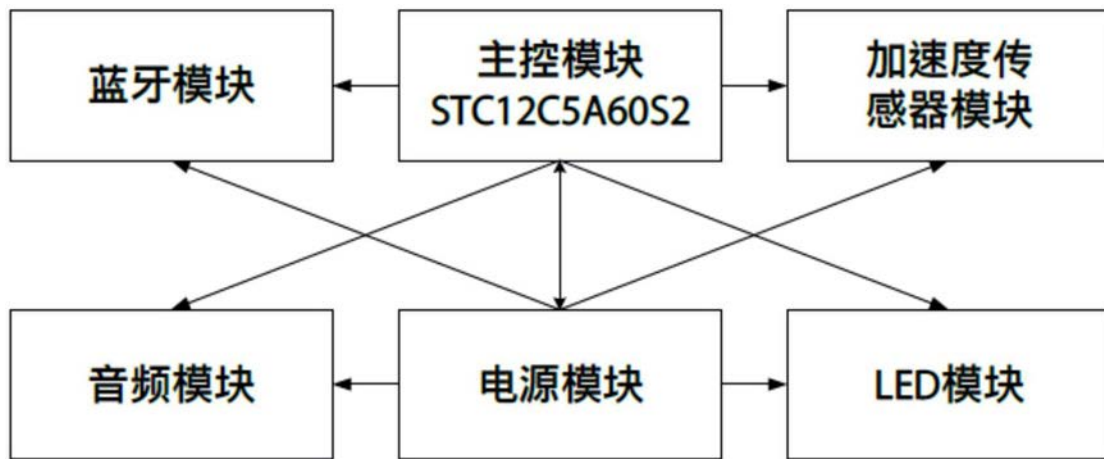 蓝牙模块
主控模块
STC12C5A60S2
加速度传
感器模块
音频模块
电源模块
LED模块